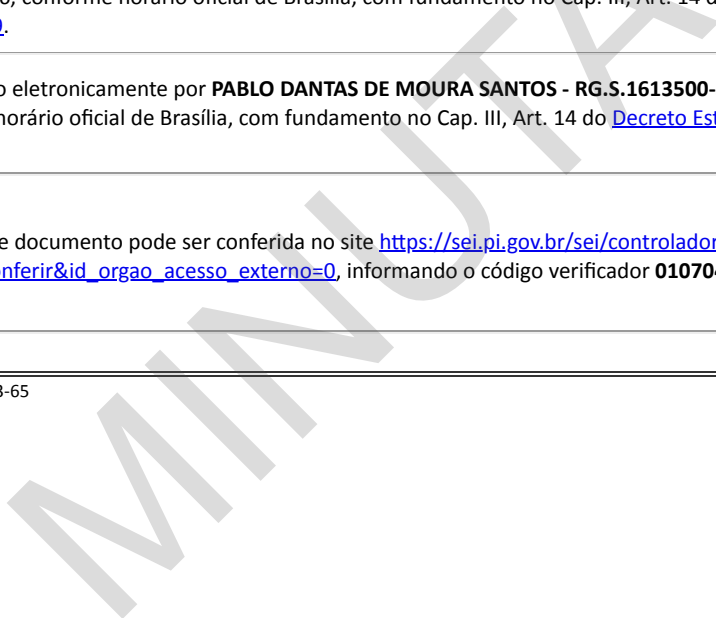 , conforme horário oficial de Brasília, com fundamento no Cap. III, Art. 14 d
.
o eletronicamente por PABLO DANTAS DE MOURA SANTOS - RG.S.1613500-
horário oficial de Brasília, com fundamento no Cap. III, Art. 14 do Decreto Est
e documento pode ser conferida no site https://sei.pi.gov.br/sei/controlador
nferir&id_orgao_acesso_externo=0, informando o código verificador 01070
-65
MINUTA